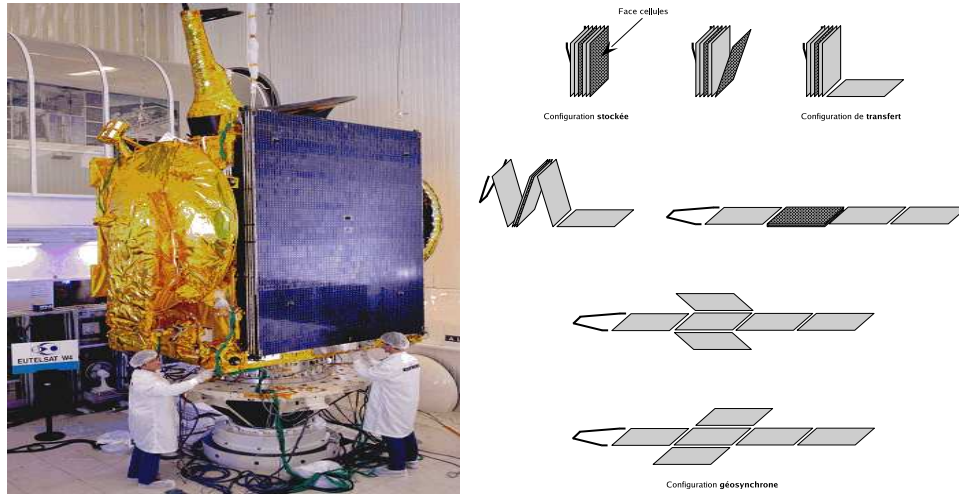 EUTELSAT W4
Face cellules
Configuration stockée
Configuration de transfert
Configuration géosynchrone